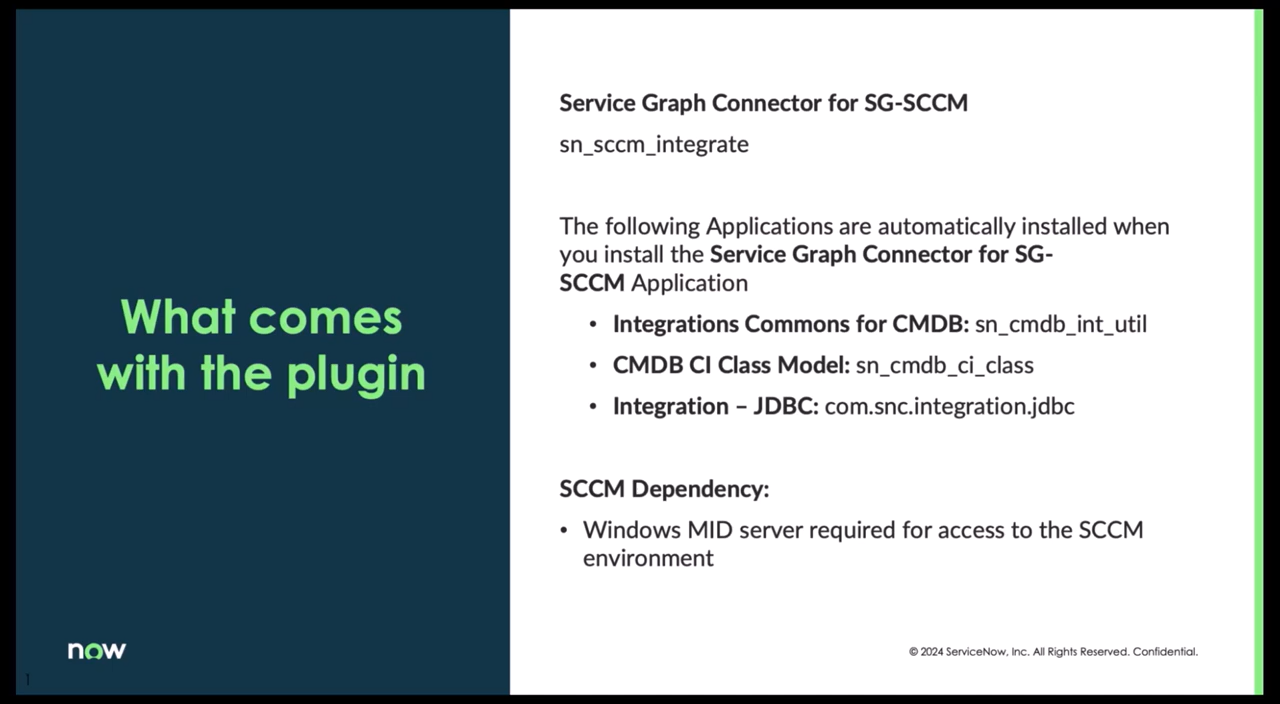 What comes
with the plugin
now
1
Service Graph Connector for SG-SCCM
sn_sccm_integrate
The following Applications are automatically installed when
you install the Service Graph Connector for SG-
SCCM Application
• Integrations Commons for CMDB: sn_cmdb_int_util
• CMDB CI Class Model: sn_cmdb_ci_class
• Integration – JDBC: com.snc.integration.jdbc
SCCM Dependency:
• Windows MID server required for access to the SCCM
environment
© 2024 ServiceNow, Inc. All Rights Reserved. Confidential.